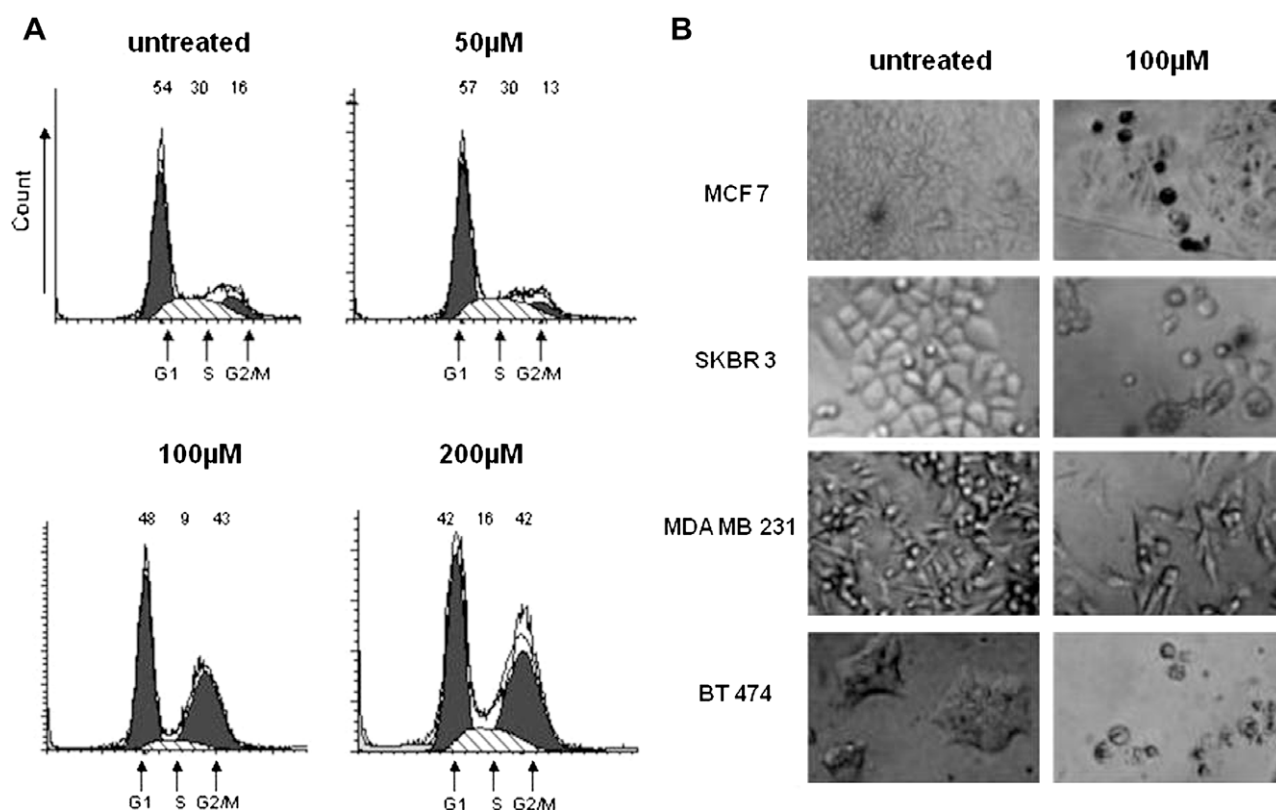 A
untreated
50µM
54 30 16
57 30 13
Count
G1 S G2/M
G1 S G2/M
100µM
200µM
48 9 43
42 16 42
G1 S G2/M
G1 S G2/M
B
untreated
100µM
MCF 7
SKBR 3
MDA MB 231
BT 474